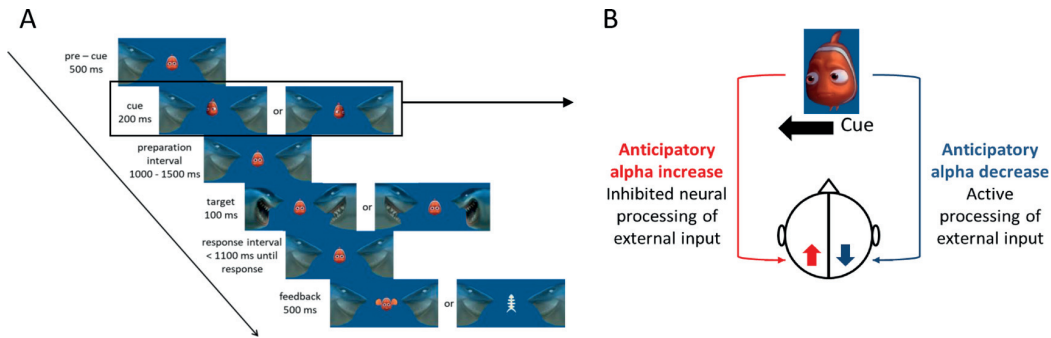 A
pre – cue
500 ms
cue
200 ms
or
preparation
interval
1000 - 1500 ms
target
100 ms
or
response interval
< 1100 ms until
response
feedback
500 ms
or
B
Cue
Anticipatory
alpha increase
Inhibited neural
processing of
external input
Anticipatory
alpha decrease
Active
processing of
external input